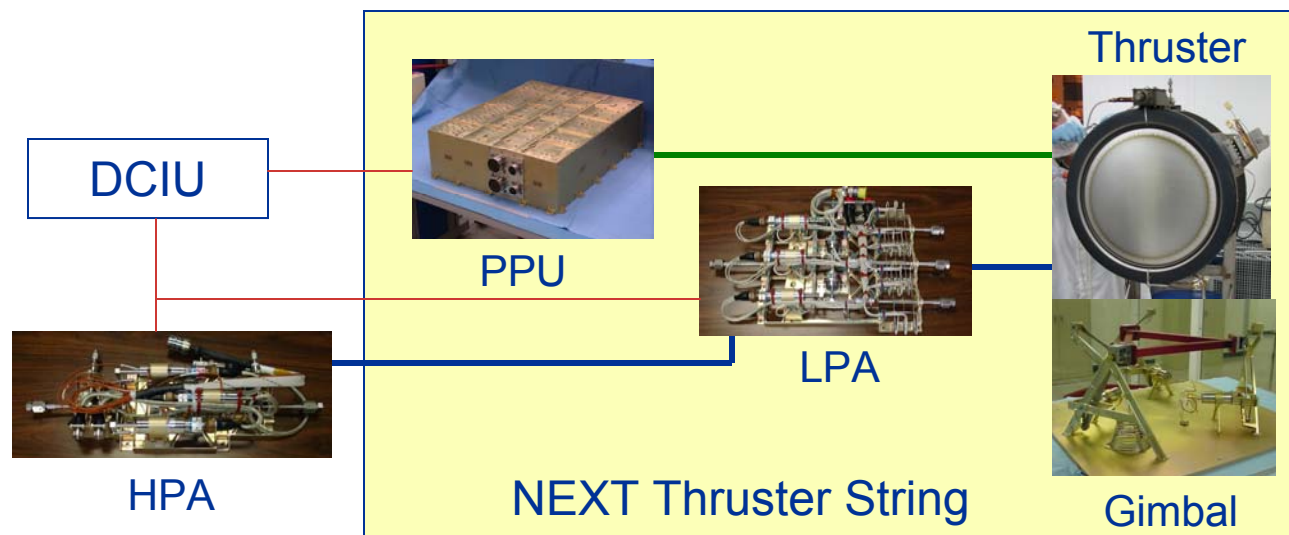 Thruster
DCIU
PPU
LPA
HPA
NEXT Thruster String
Gimbal